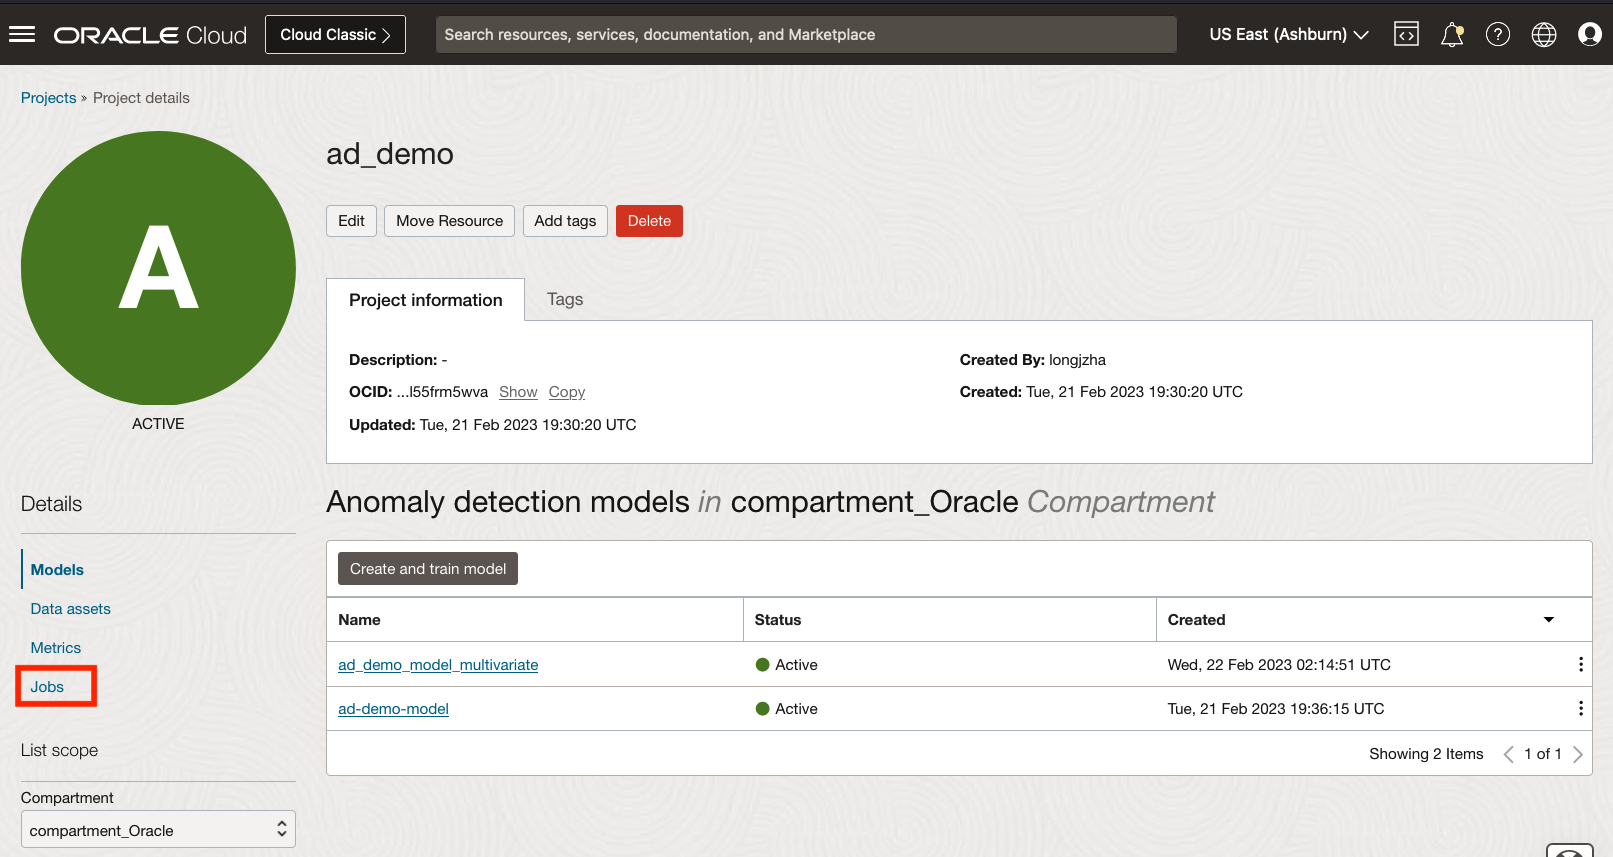 ORACLE Cloud
Cloud Classic
Search resources, services, documentation, and Marketplace
US East (Ashburn)
Projects » Project details
A
ACTIVE
ad_demo
Edit Move Resource Add tags Delete
Project information Tags
Description: -
OCID: ...l55frm5wva Show Copy
Updated: Tue, 21 Feb 2023 19:30:20 UTC
Created By: longjzha
Created: Tue, 21 Feb 2023 19:30:20 UTC
Details
Models
Data assets
Metrics
Jobs
List scope
Compartment
compartment_Oracle
Anomaly detection models in compartment_Oracle Compartment
Create and train model
Name Status Created
ad_demo_model_multivariate Active Wed, 22 Feb 2023 02:14:51 UTC
ad-demo-model Active Tue, 21 Feb 2023 19:36:15 UTC
Showing 2 Items 1 of 1